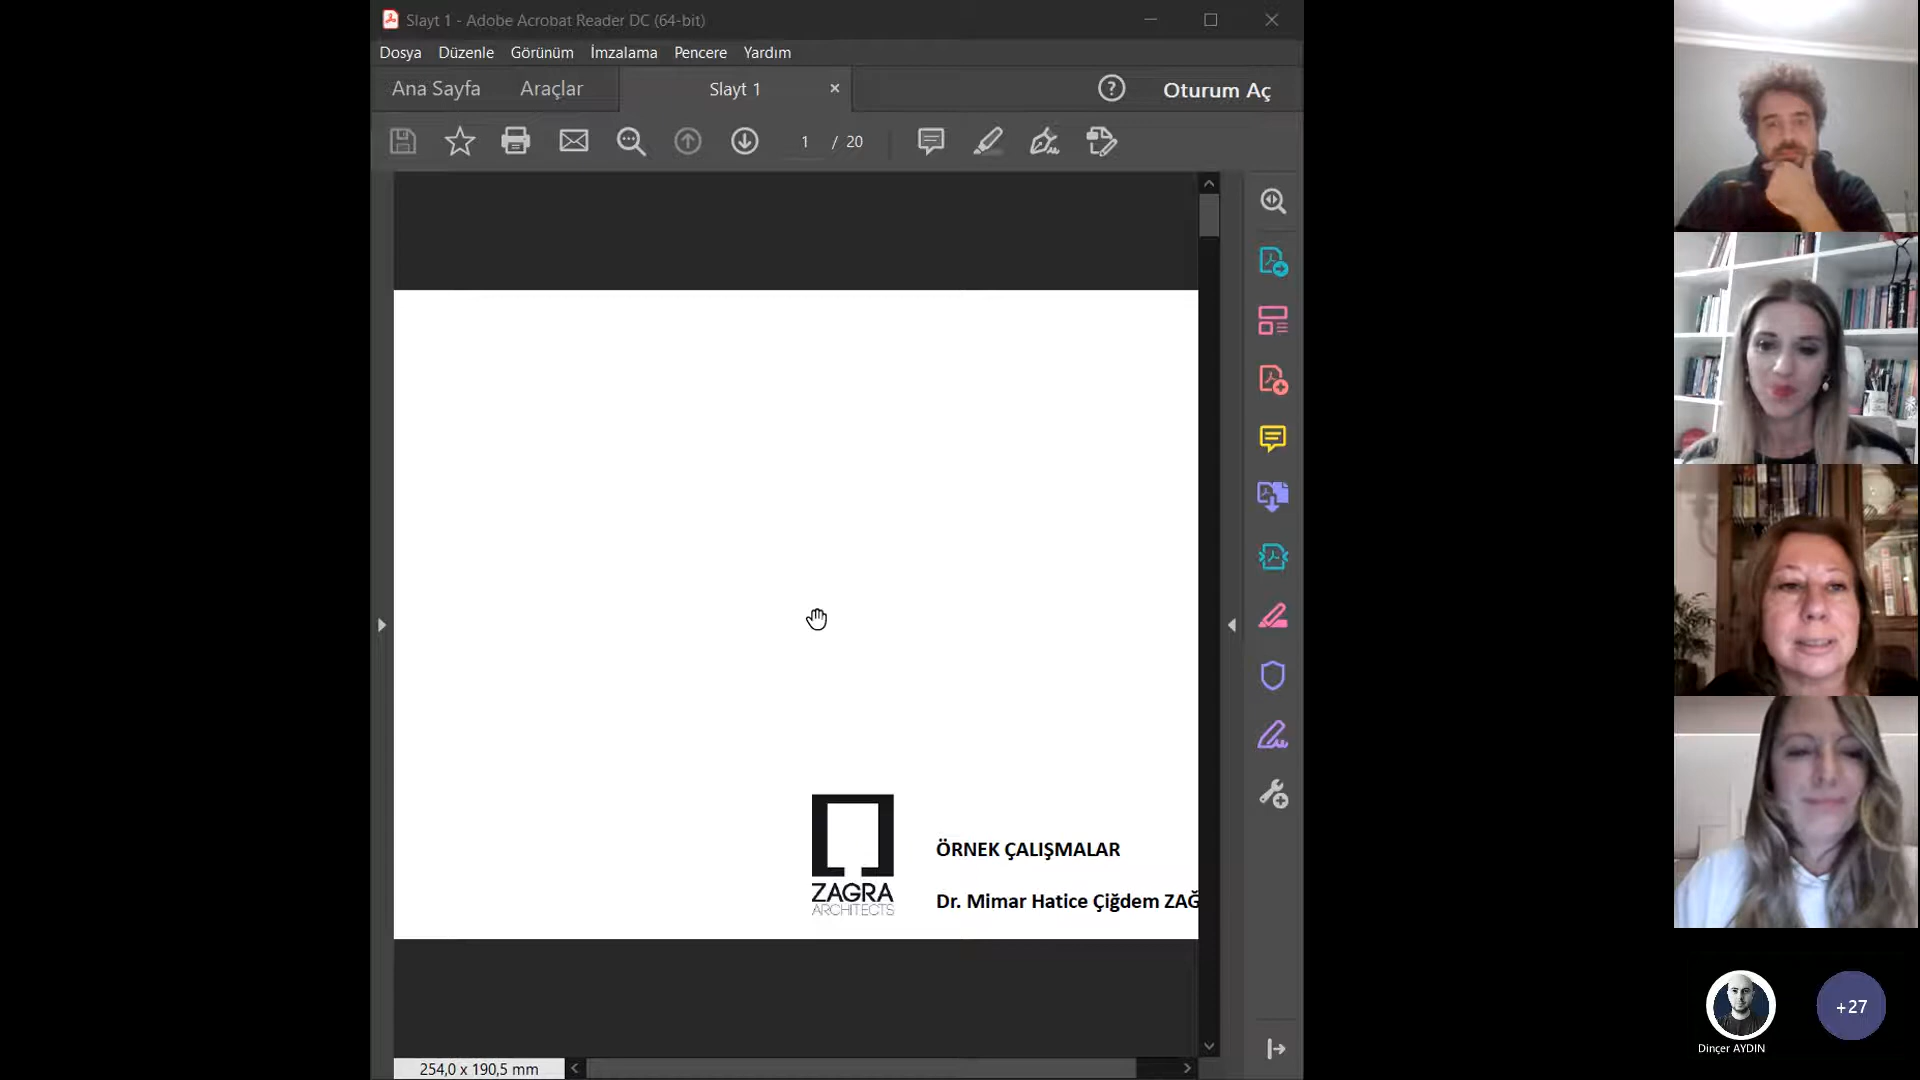 Slayt 1 - Adobe Acrobat Reader DC (64-bit)
Dosya Düzenle Görünüm İmzalama Pencere Yardım
Ana Sayfa Araçlar Slayt 1 Oturum Aç
1 / 20
ZAGRA
ARCHITECTS
ÖRNEK ÇALIŞMALAR
Dr. Mimar Hatice Çiğdem ZAĞ
254,0 x 190,5 mm
+27
Dinçer AYDIN